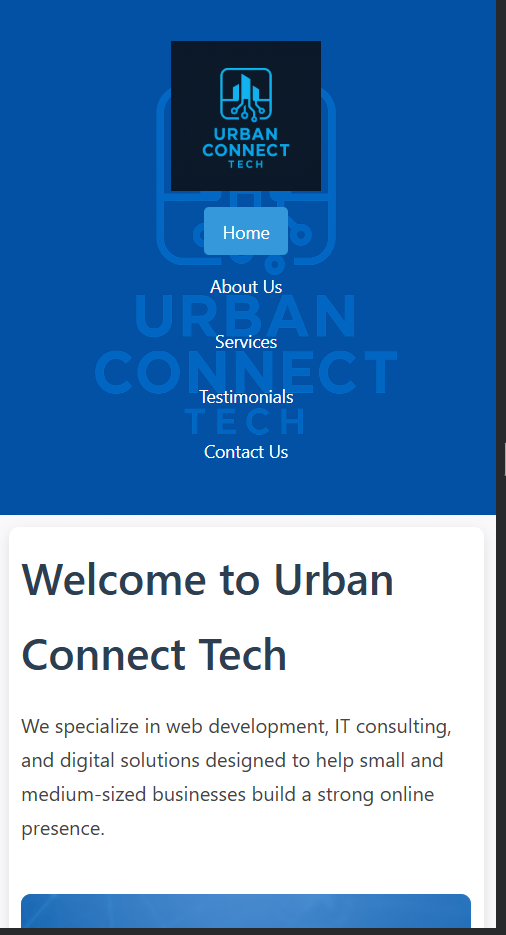 URBAN
CONNECT
TECH
Home
About Us
URBAN
Services
CONNECT
Testimonials
TECH
Contact Us
Welcome to Urban
Connect Tech
We specialize in web development, IT consulting,
and digital solutions designed to help small and
medium-sized businesses build a strong online
presence.